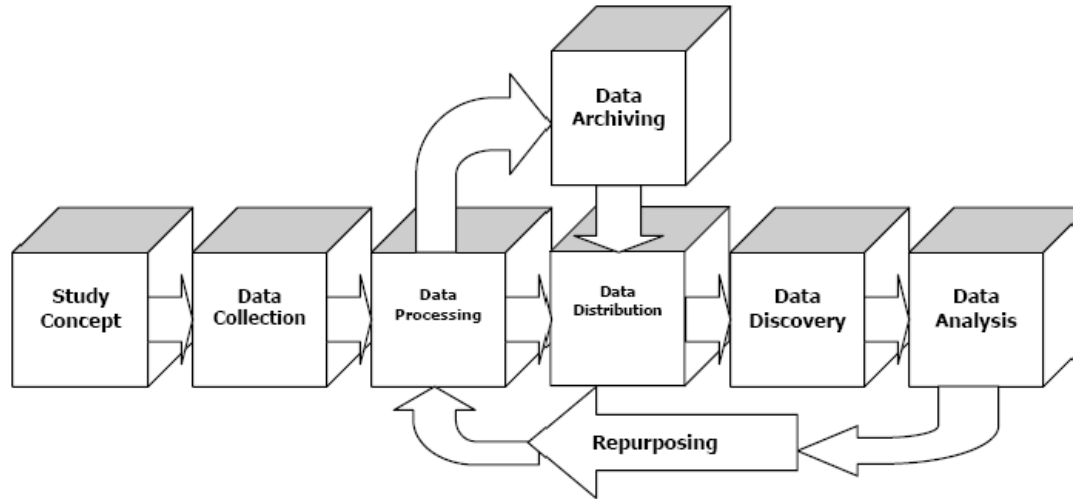 Data
Archiving
Study
Concept
Data
Collection
Data
Processing
Data
Distribution
Data
Discovery
Data
Analysis
Repurposing